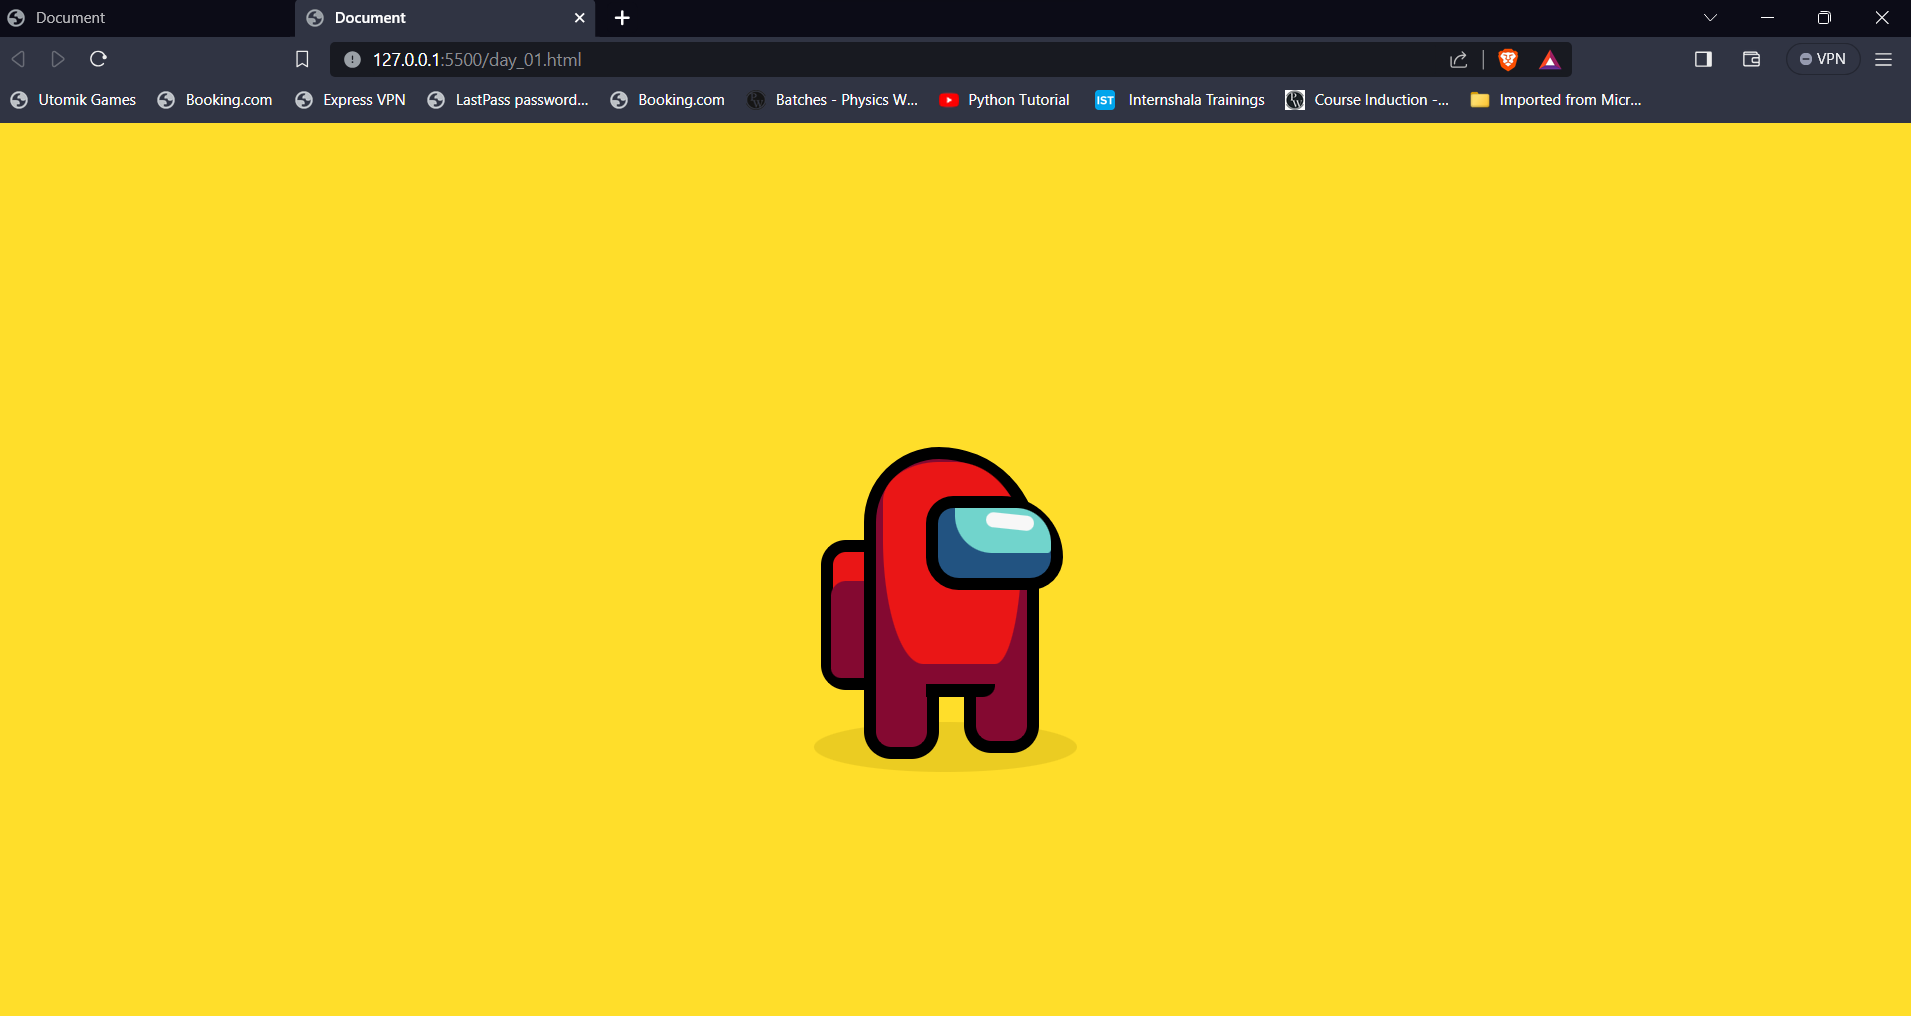 Document
Document
127.0.0.1:5500/day_01.html
VPN
Utomik Games Booking.com Express VPN LastPass password... Booking.com Batches - Physics W... Python Tutorial IST Internshala Trainings PW Course Induction -... Imported from Micr...